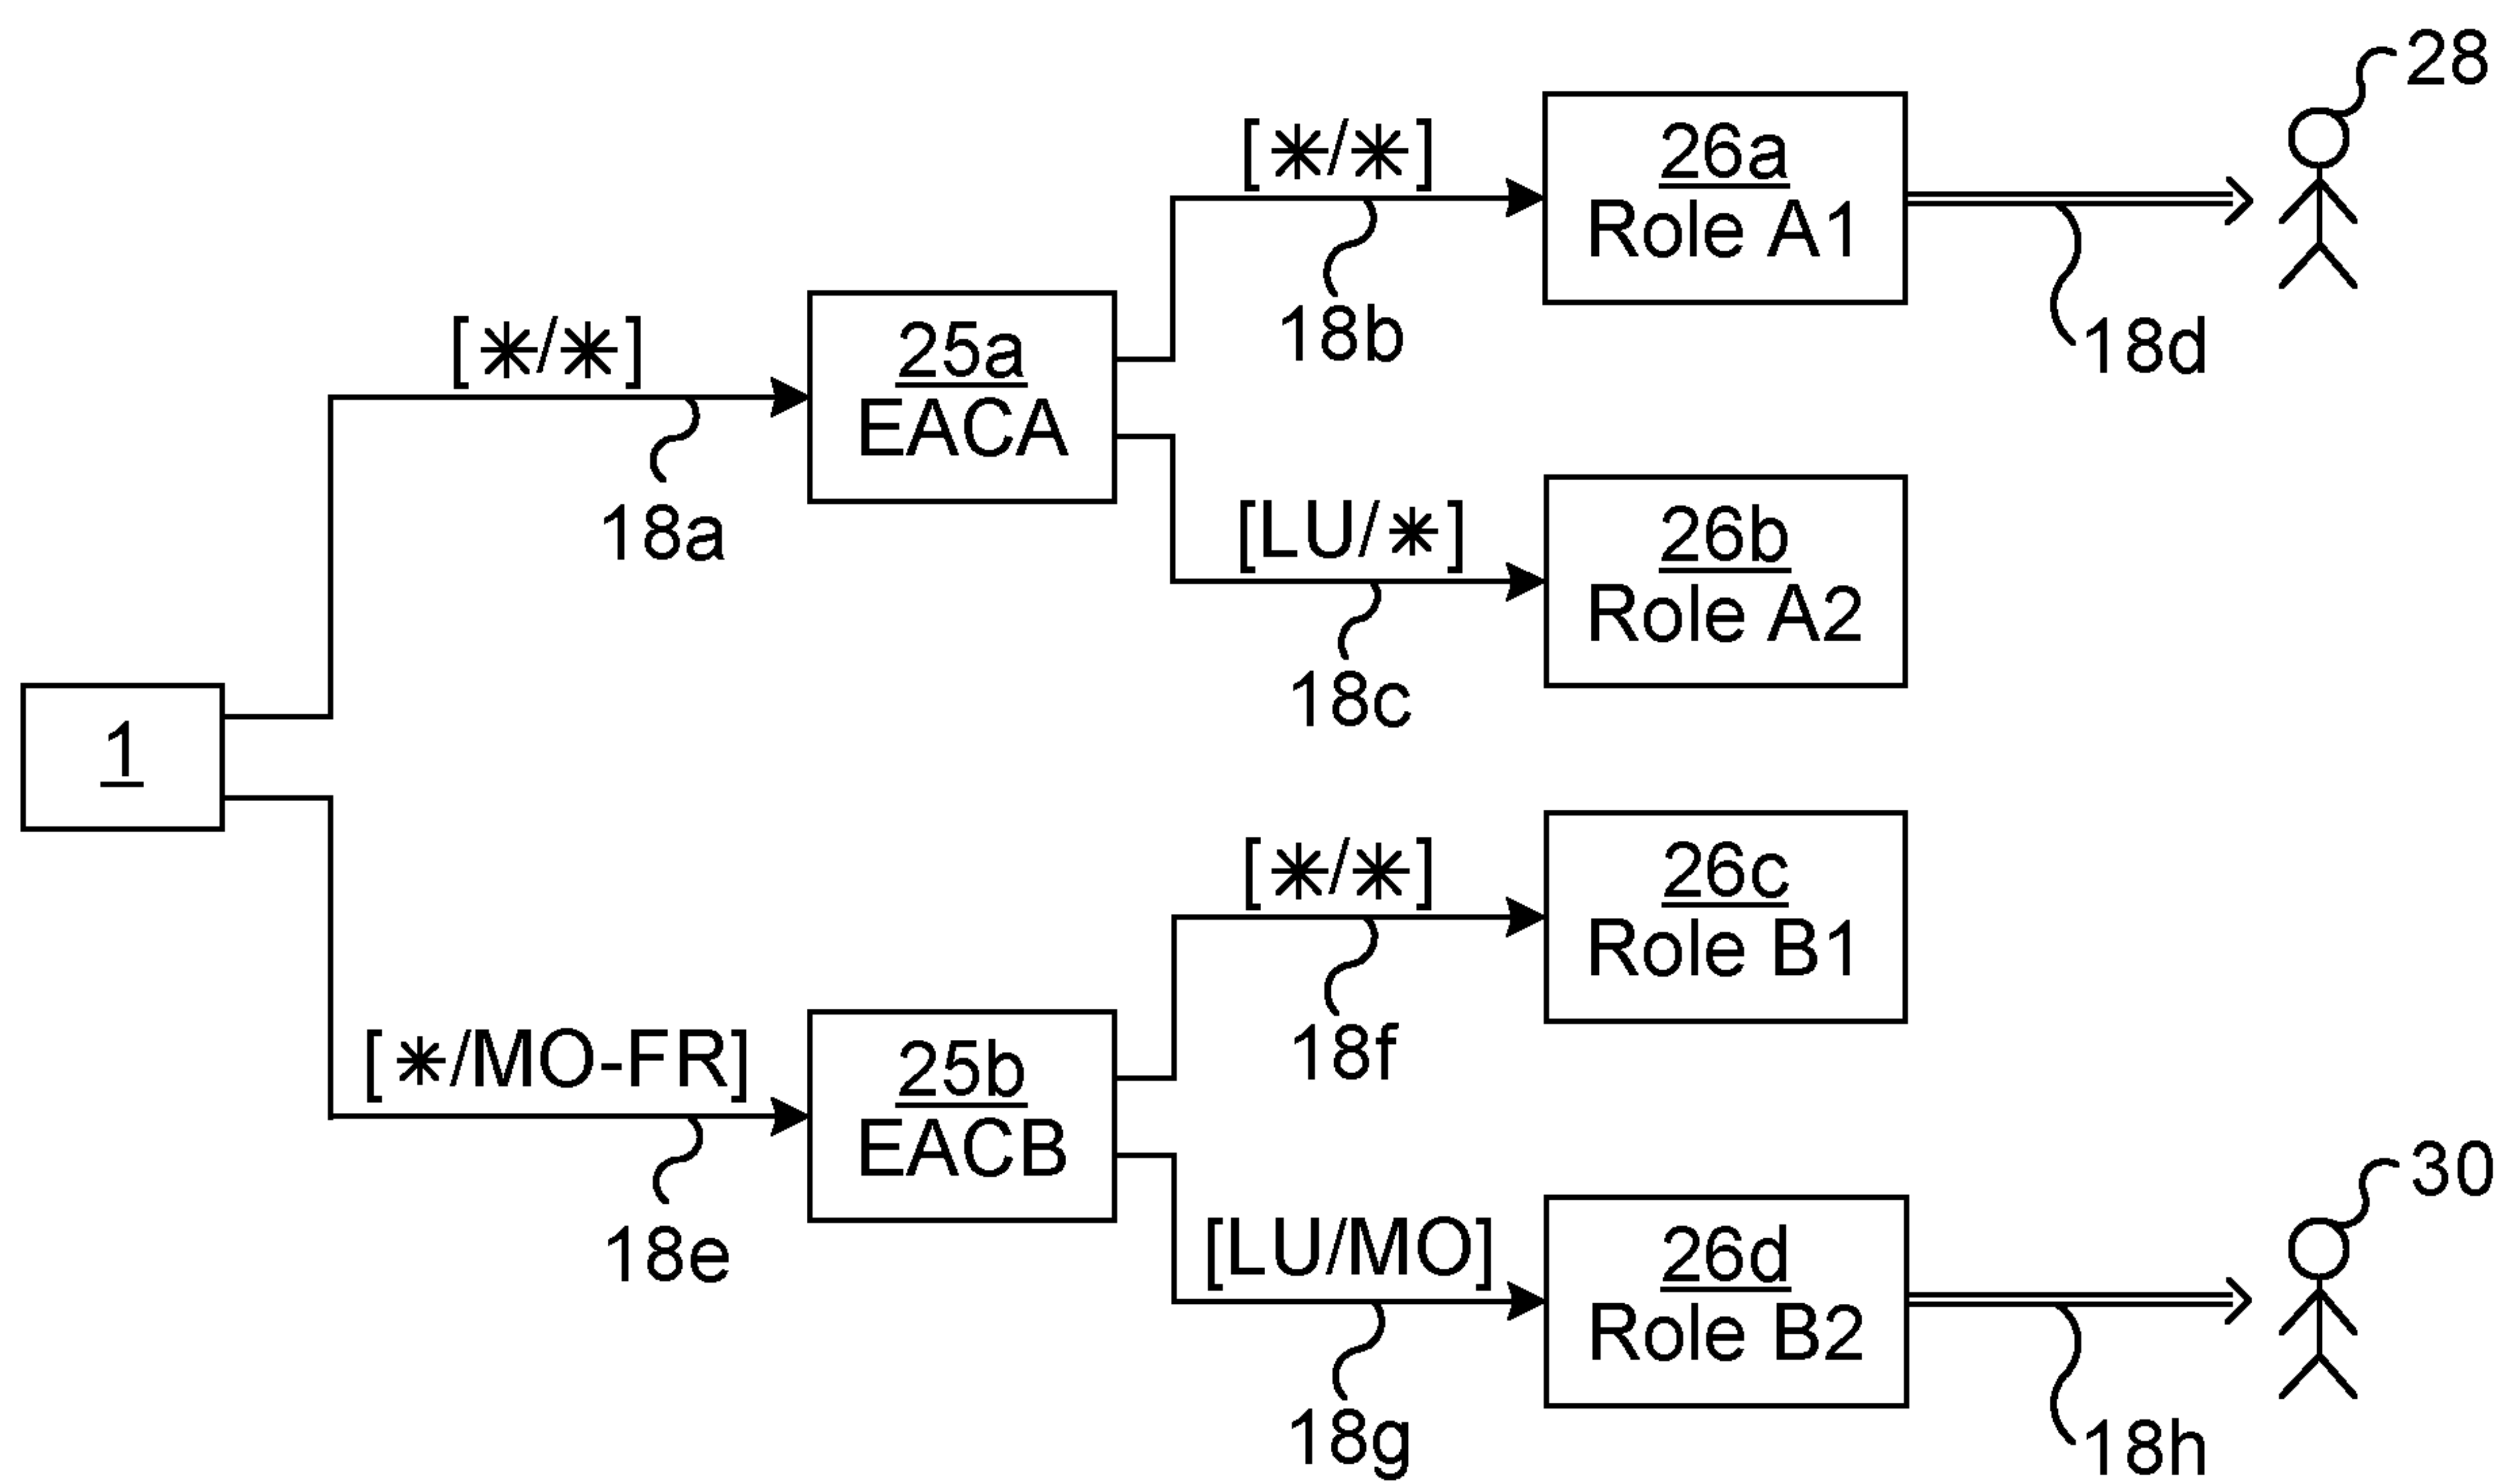 28
[*/*]
26a
Role A1
18b
18d
[*/*]
25a
EACA
18a
[LU/*]
26b
Role A2
18c
1
[*/*]
26c
Role B1
18f
[*/MO-FR]
25b
EACB
18e
30
[LU/MO]
26d
Role B2
18g
18h